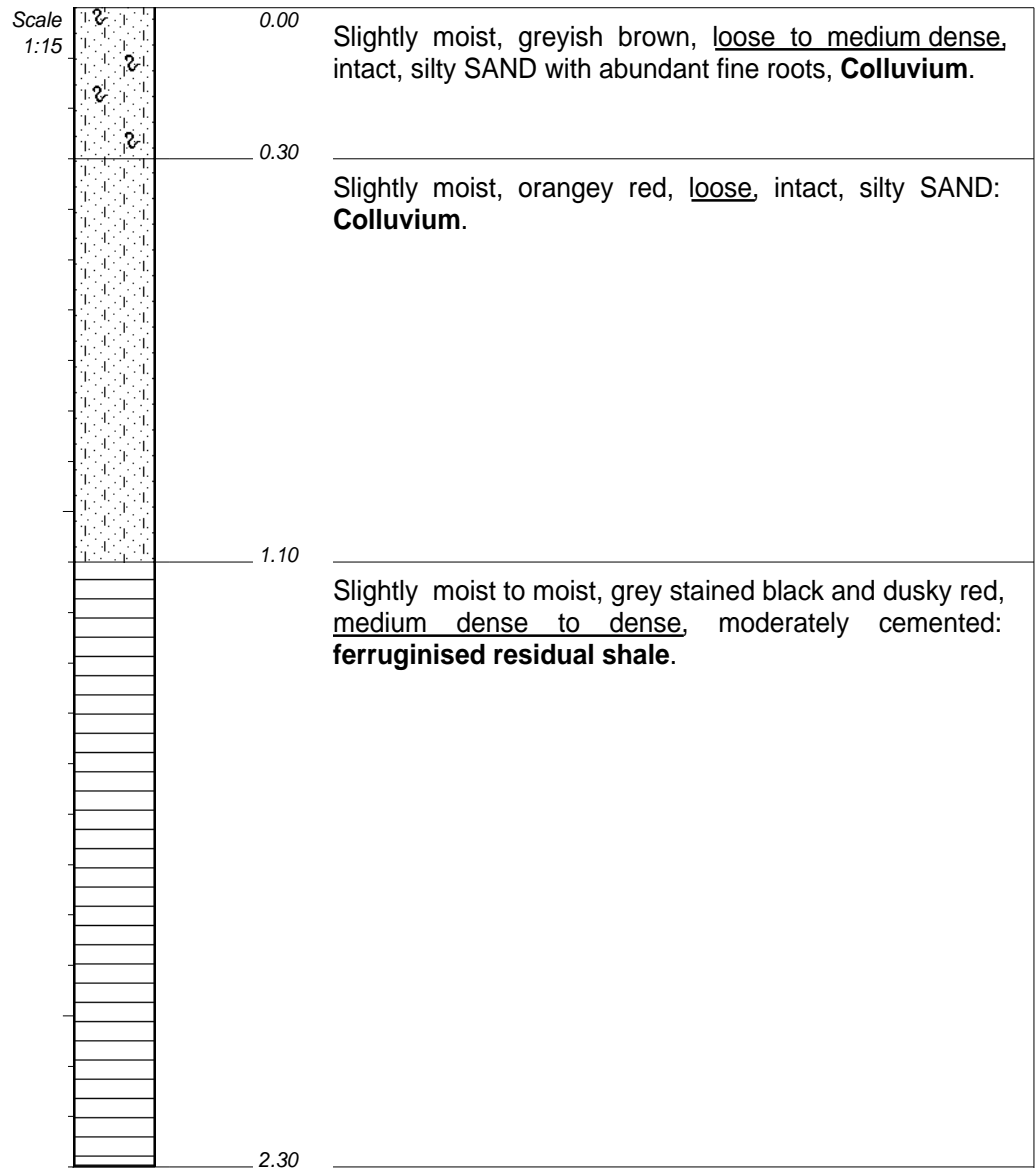 Scale
1:15
0.00
Slightly moist, greyish brown, loose to medium dense,
intact, silty SAND with abundant fine roots, Colluvium.
0.30
Slightly moist, orangey red, loose, intact, silty SAND:
Colluvium.
1.10
Slightly moist to moist, grey stained black and dusky red,
medium dense to dense, moderately cemented:
ferruginised residual shale.
2.30